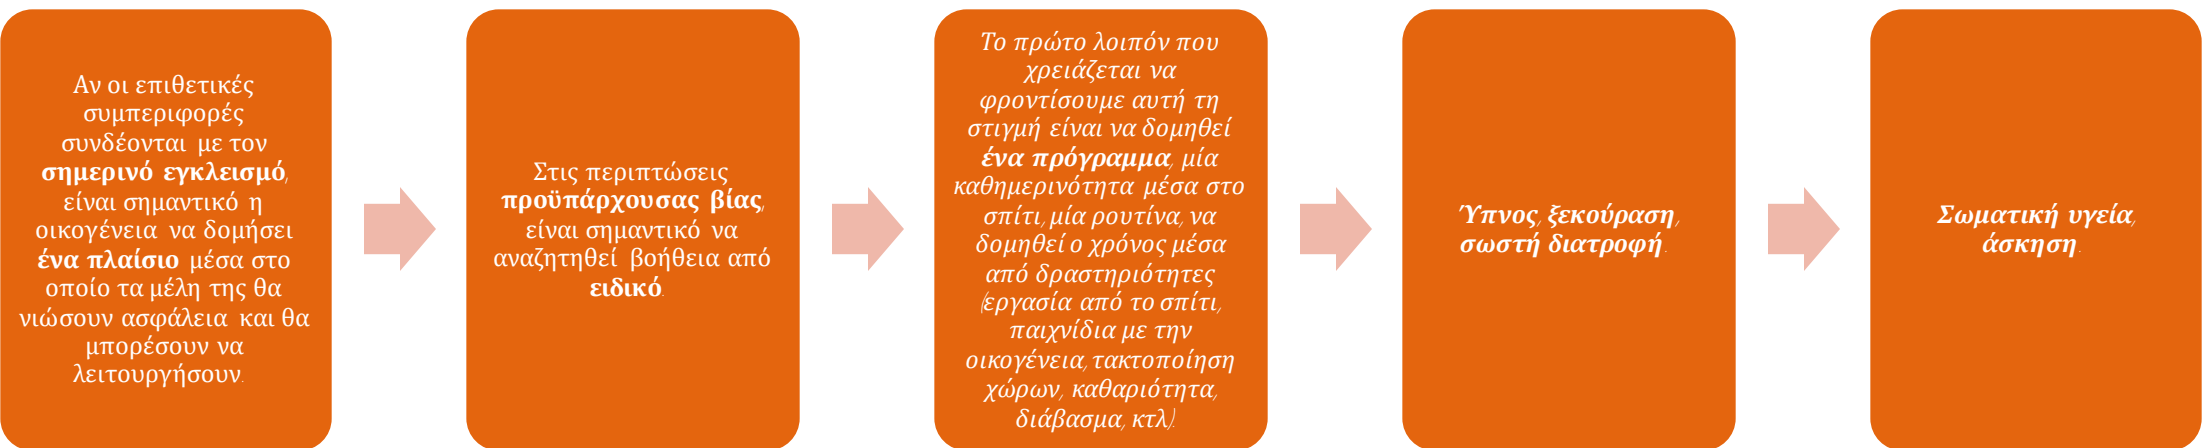 Αν οι επιθετικές
συμπεριφορές
συνδέονται με τον
σημερινό εγκλεισμό,
είναι σημαντικό η
οικογένεια να δομήσει
ένα πλαίσιο μέσα στο
οποίο τα μέλη της θα
νιώσουν ασφάλεια και θα
μπορέσουν να
λειτουργήσουν.
Στις περιπτώσεις
προϋπάρχουσας βίας,
είναι σημαντικό να
αναζητηθεί βοήθεια από
ειδικό.
Το πρώτο λοιπόν που
χρειάζεται να
φροντίσουμε αυτή τη
στιγμή είναι να δομηθεί
ένα πρόγραμμα, μία
καθημερινότητα μέσα στο
σπίτι, μία ρουτίνα, να
δομηθεί ο χρόνος μέσα
από δραστηριότητες
(εργασία από το σπίτι,
παιχνίδια με την
οικογένεια, τακτοποίηση
χώρων, καθαριότητα,
διάβασμα, κτλ).
Ύπνος, ξεκούραση,
σωστή διατροφή.
Σωματική υγεία,
άσκηση.